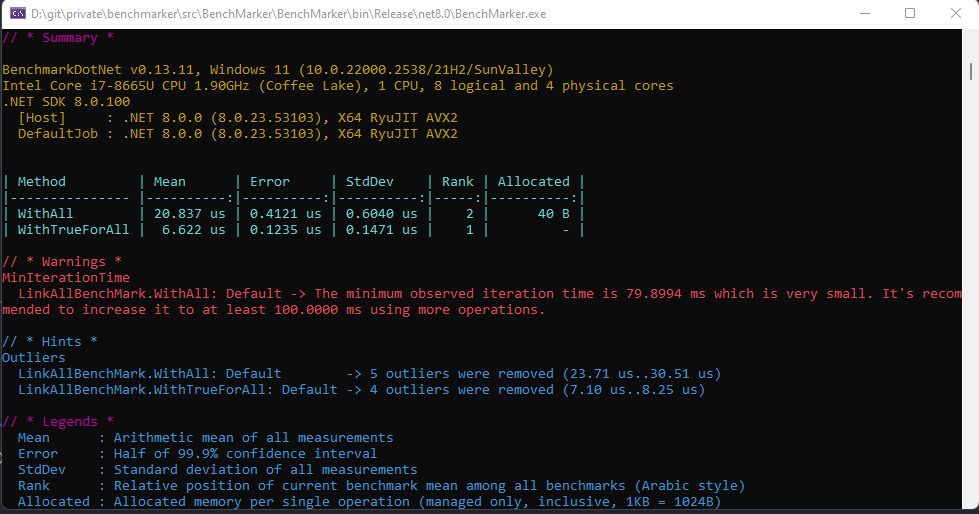 D:\git\private\benchmarker\src\BenchMarker\BenchMarker\bin\Release\net8.0\BenchMarker.exe
// * Summary *
BenchmarkDotNet v0.13.11, Windows 11 (10.0.22000.2538/21H2/SunValley)
Intel Core i7-8665U CPU 1.90GHz (Coffee Lake), 1 CPU, 8 logical and 4 physical cores
.NET SDK 8.0.100
  [Host]     : .NET 8.0.0 (8.0.23.53103), X64 RyuJIT AVX2
  DefaultJob : .NET 8.0.0 (8.0.23.53103), X64 RyuJIT AVX2
| Method         | Mean      | Error     | StdDev    | Rank | Allocated |
|--------------- |----------:|----------:|----------:|-----:|----------:|
| WithAll        | 20.837 us | 0.4121 us | 0.6040 us |    2 |      40 B |
| WithTrueForAll |  6.622 us | 0.1235 us | 0.1471 us |    1 |         - |
// * Warnings *
MinIterationTime
  LinkAllBenchMark.WithAll: Default -> The minimum observed iteration time is 79.8994 ms which is very small. It's recom
mended to increase it to at least 100.0000 ms using more operations.
// * Hints *
Outliers
  LinkAllBenchMark.WithAll: Default        -> 5 outliers were removed (23.71 us..30.51 us)
  LinkAllBenchMark.WithTrueForAll: Default -> 4 outliers were removed (7.10 us..8.25 us)
// * Legends *
  Mean      : Arithmetic mean of all measurements
  Error     : Half of 99.9% confidence interval
  StdDev    : Standard deviation of all measurements
  Rank      : Relative position of current benchmark mean among all benchmarks (Arabic style)
  Allocated : Allocated memory per single operation (managed only, inclusive, 1KB = 1024B)